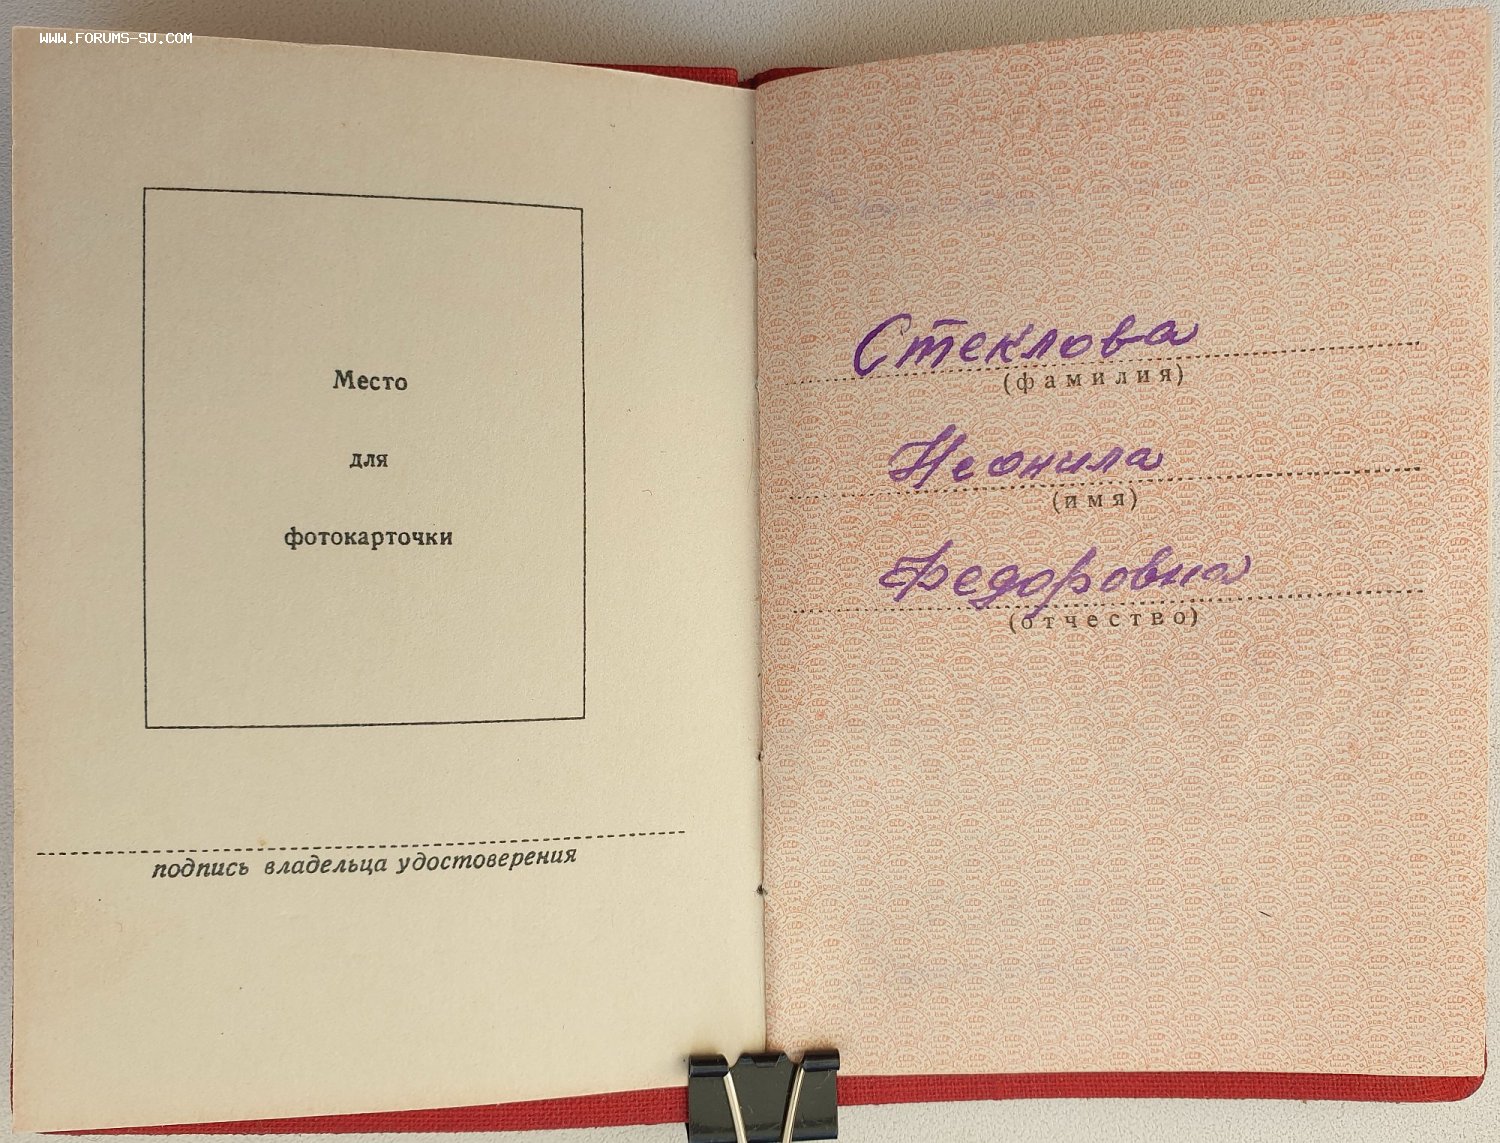 WWW.FORUMS-SU.COM
Место
для
фотокарточки
подпись владельца удостоверения
Стеклова
(фамилия)
Неонила
(имя)
Федоровна
(отчество)